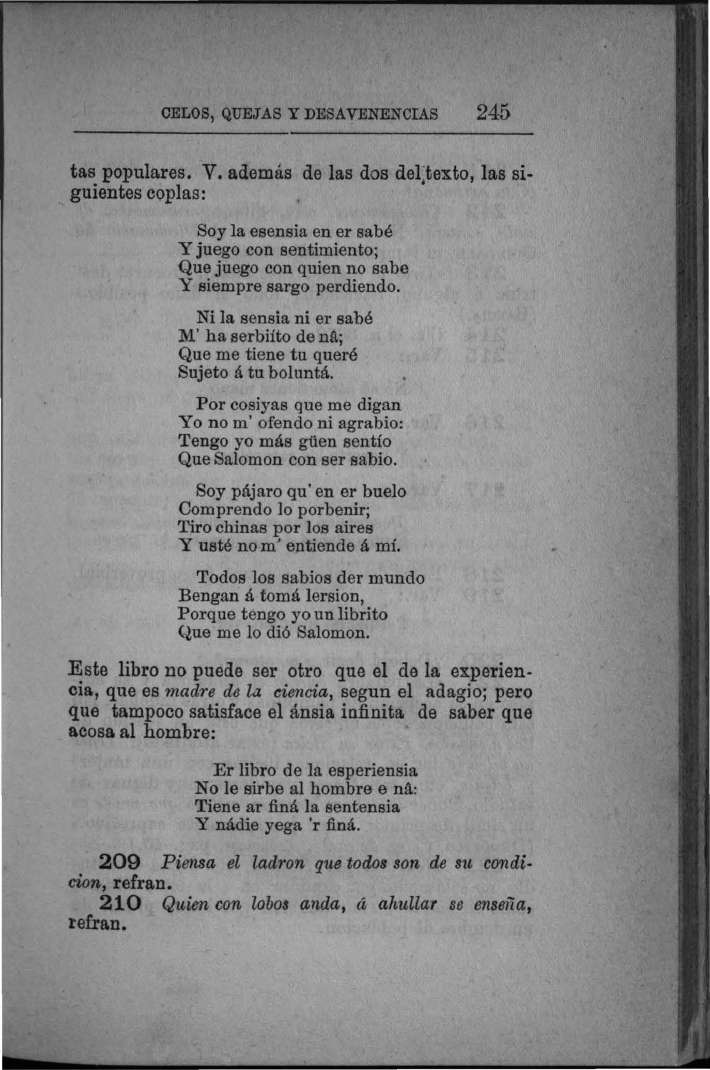 CELOS, QUEJAS Y DESAVENENCIAS 245
tas populares. V. además de las dos del texto, las si-
guientes coplas:
Soy la esensia en er sabé
Y juego con sentimiento;
Que juego con quien no sabe
Y siempre sargo perdiendo.
Ni la sensia ni er sabé
M' ha serbiíto de nâ;
Que me tiene tu queré
Sujeto á tu boluntá.
Por cosiyas que me digan
Yo no m' ofendo ni agrabio:
Tengo yo más güen sentío
Que Salomon con ser sabio.
Soy pájaro qu' en er buelo
Comprendo lo porbenir;
Tiro chinas por los aires
Y usté no m' entiende á mí.
Todos los sabios der mundo
Bengan á tomá lersion,
Porque tengo yo un librito
Que me lo dió Salomon.
Este libro no puede ser otro que el de la experien-
cia, que es madre de la ciencia, segun el adagio; pero
que tampoco satisface el ánsia infinita de saber que
acosa al hombre:
Er libro de la esperiensia
No le sirbe al hombre e nâ:
Tiene ar finá la sentensia
Y nádie yega 'r finá.
209 Piensa el ladron que todos son de su condi-
cion, refran.
210 Quien con lobos anda, á ahullar se enseña,
refran.